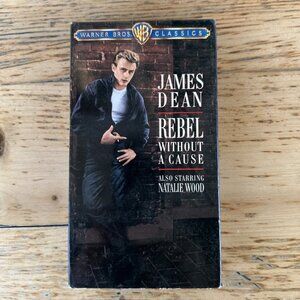 WARNER BROS. WB CLASSICS
JAMES
DEAN
REBEL
WITHOUT
A CAUSE
ALSO STARRING
NATALIE WOOD